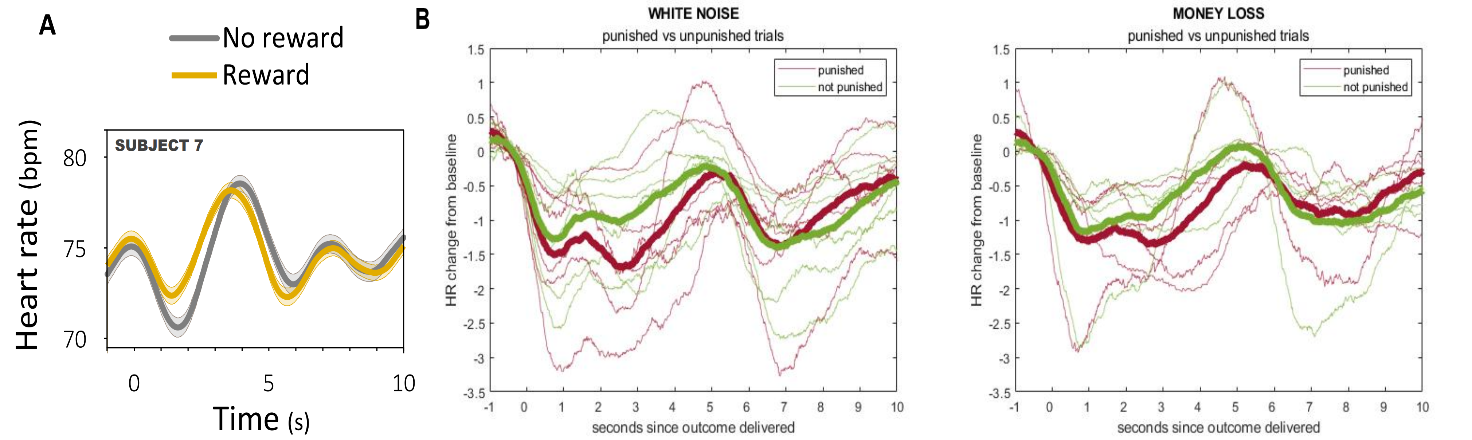 A
No reward
Reward
SUBJECT 7
Heart rate (bpm)
80
75
70
0 5 10
Time (s)
B
WHITE NOISE
punished vs unpunished trials
punished
not punished
HR change from baseline
1.5
1
0.5
0
-0.5
-1
-1.5
-2
-2.5
-3
-3.5
-1 0 1 2 3 4 5 6 7 8 9 10
seconds since outcome delivered
MONEY LOSS
punished vs unpunished trials
punished
not punished
HR change from baseline
1.5
1
0.5
0
-0.5
-1
-1.5
-2
-2.5
-3
-3.5
-1 0 1 2 3 4 5 6 7 8 9 10
seconds since outcome delivered